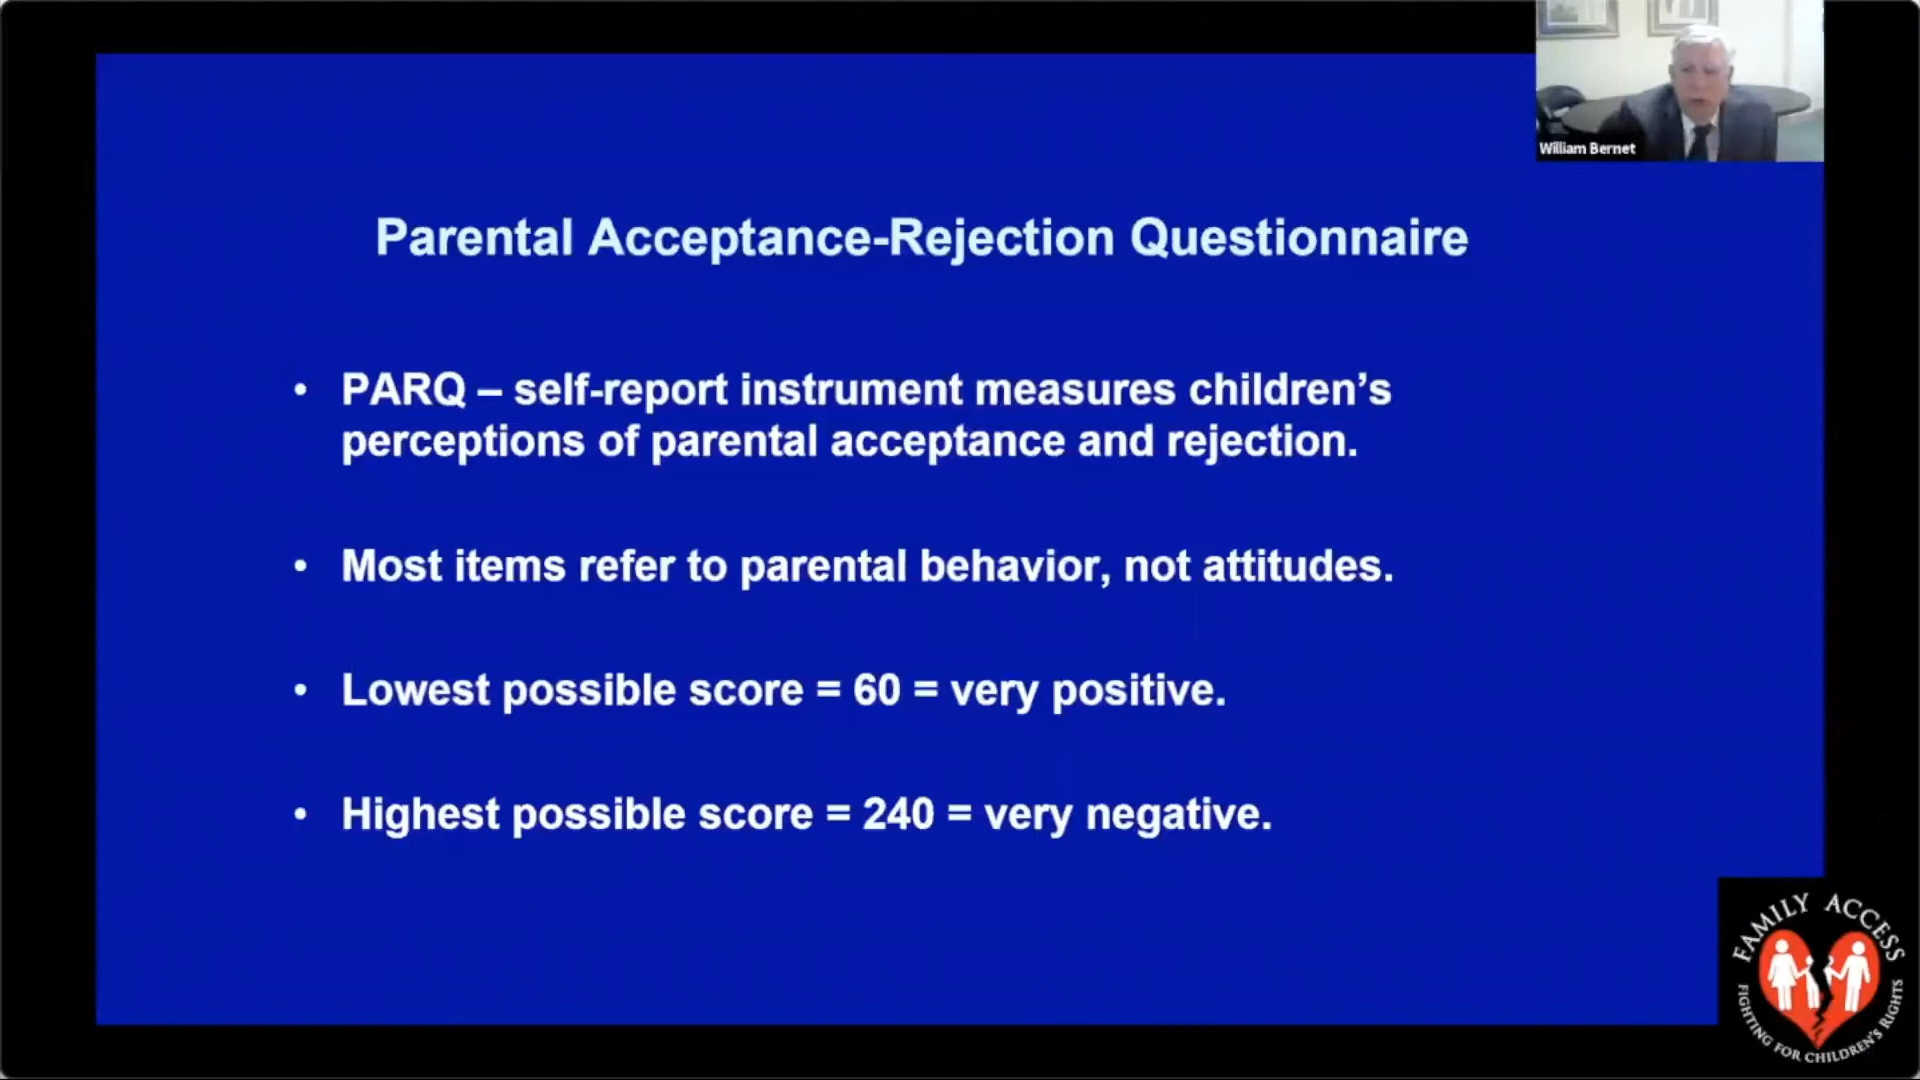 William Bernet
Parental Acceptance-Rejection Questionnaire
• PARQ – self-report instrument measures children’s
perceptions of parental acceptance and rejection.
• Most items refer to parental behavior, not attitudes.
• Lowest possible score = 60 = very positive.
• Highest possible score = 240 = very negative.
FAMILY ACCESS
FIGHTING FOR CHILDREN'S RIGHTS